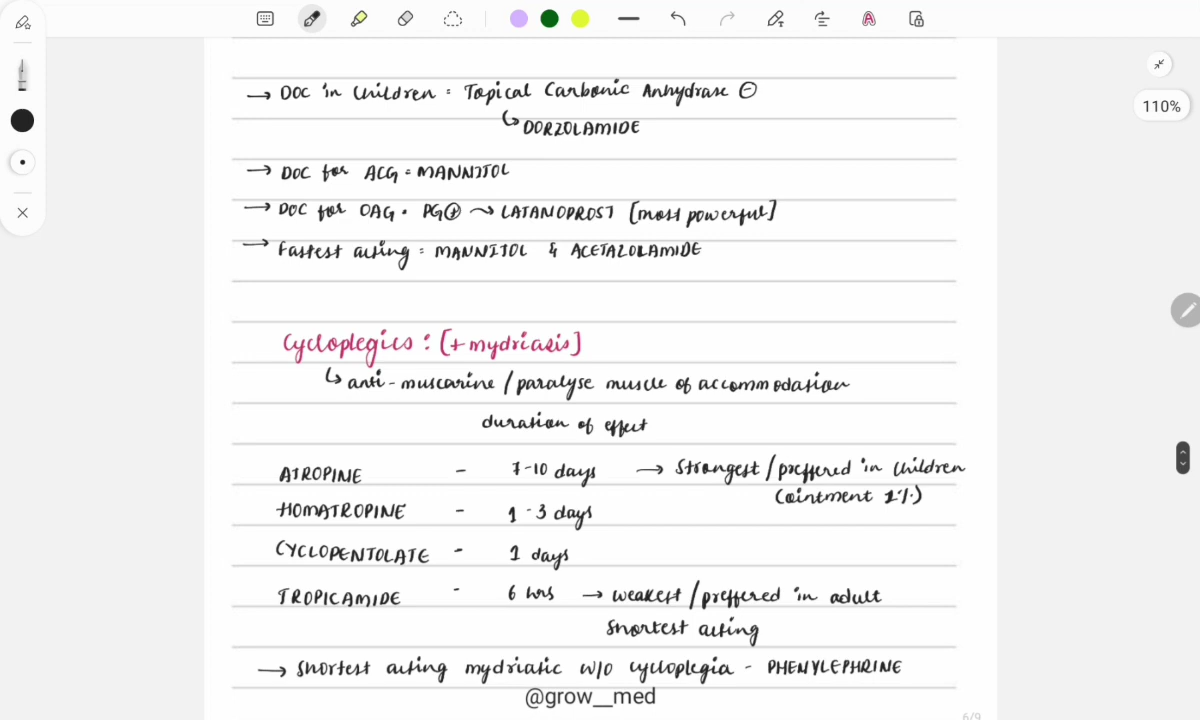 110%
→ DOC in children : Topical Carbonic Anhydrase ⊖
↳ DORZOLAMIDE
→ DOC for ACG = MANNITOL
→ DOC for OAG • PG⊕ ⤳ LATANOPROST [most powerful]
→ Fastest acting : MANNITOL & ACETAZOLAMIDE
Cycloplegics : [+ mydriasis]
↳ anti-muscarine / paralyse muscle of accommodation
duration of effect
ATROPINE - 7-10 days → Strongest / preffered in children
(ointment 1%)
HOMATROPINE - 1-3 days
CYCLOPENTOLATE - 1 days
TROPICAMIDE - 6 hrs → weakest / preffered in adult
shortest acting
→ shortest acting mydriatic w/o cycloplegia - PHENYLEPHRINE
@grow__med
6/9